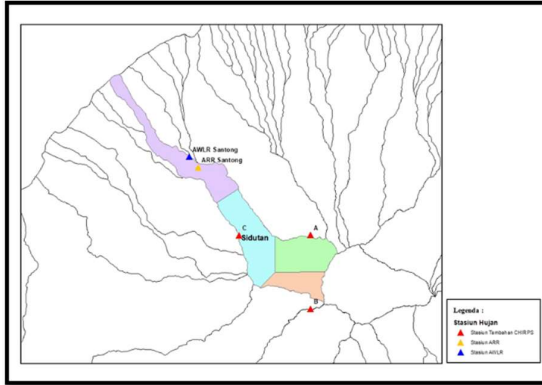 AWLR Santong
ARR Santong
C
Sidutan
A
B
Legenda :
Stasiun Hujan
Stasiun Tambahan CHIRPS
Stasiun ARR
Stasiun AWLR